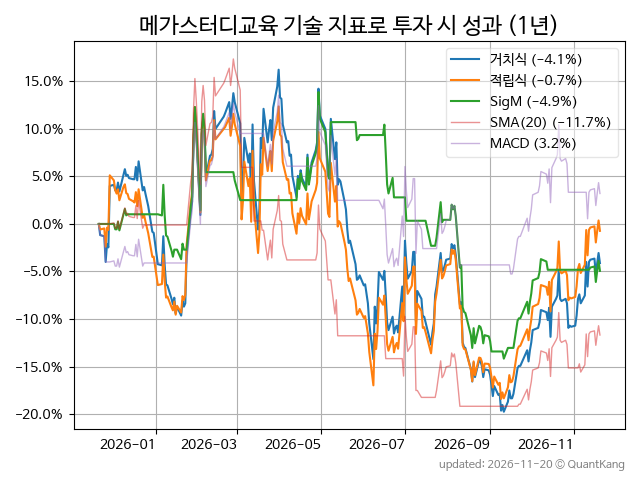 메가스터디교육 기술 지표로 투자 시 성과 (1년)
거치식 (−4.1%)
적립식 (−0.7%)
SigM (−4.9%)
SMA(20) (−11.7%)
MACD (3.2%)
15.0%
10.0%
5.0%
0.0%
−5.0%
−10.0%
−15.0%
−20.0%
2026-01 2026-03 2026-05 2026-07 2026-09 2026-11
updated: 2026-11-20 © QuantKang